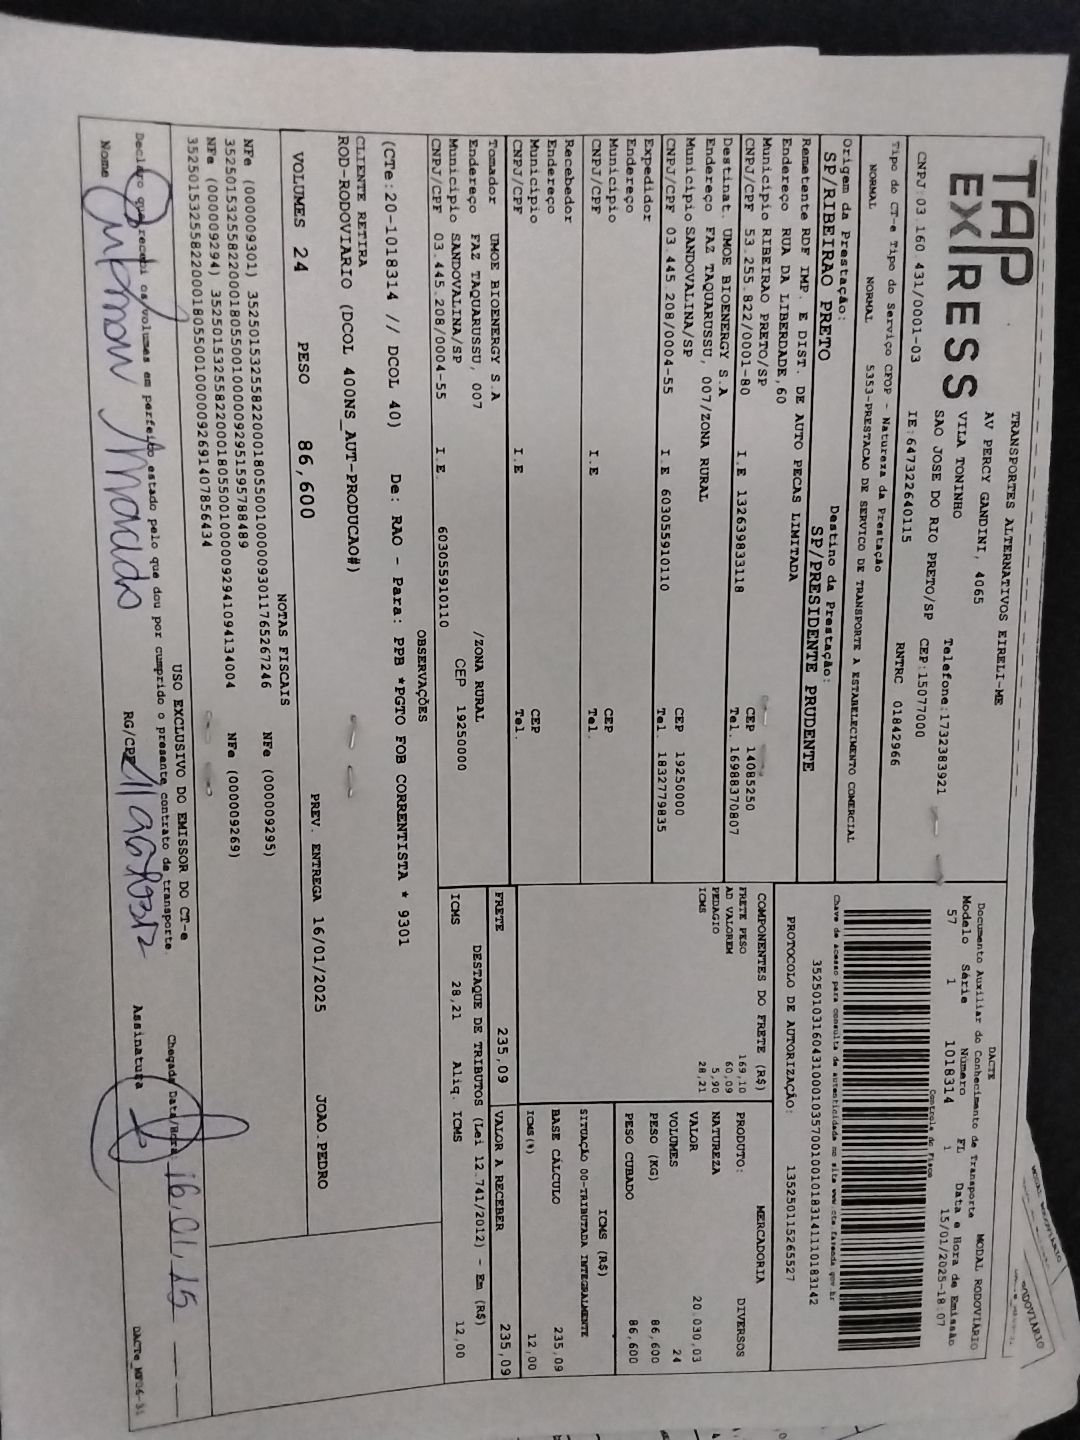 TAP
EXPRESS
TRANSPORTES ALTERNATIVOS EIRELI-ME
AV PERCY GANDINI, 4065
VILA TONINHO
SAO JOSE DO RIO PRETO/SP
Telefone:1732383921
CEP:15077000
CNPJ:03 160 431/0001-03
IE:647322640115
RNTRC 01842966
Tipo do CT-e Tipo do Serviço CFOP - Natureza da Prestação
NORMAL NORMAL 5353-PRESTACAO DE SERVICO DE TRANSPORTE A ESTABELECIMENTO COMERCIAL
DACTE
Documento Auxiliar do Conhecimento de Transporte
MODAL RODOVIÁRIO
Modelo Série Número FL Data e Hora de Emissão
57 1 1018314 1 15/01/2025-18:07
Controle do Fisco
Chave de acesso para consulta de autenticidade no site www.cte.fazenda.gov.br
35250103160431000103570010010183141110183142
PROTOCOLO DE AUTORIZAÇÃO: 135250115265527
Origem da Prestação: Destino da Prestação:
SP/RIBEIRAO PRETO SP/PRESIDENTE PRUDENTE
Remetente RDF IMP. E DIST. DE AUTO PECAS LIMITADA
Endereço RUA DA LIBERDADE,60
Município RIBEIRAO PRETO/SP CEP 14085250
CNPJ/CPF 53.255.822/0001-80 I.E 132639833118 Tel. 16988370807
Destinat. UMOE BIOENERGY S.A
Endereço FAZ TAQUARUSSU, 007/ZONA RURAL
Município SANDOVALINA/SP CEP 19250000
CNPJ/CPF 03.445 208/0004-55 I.E 603055910110 Tel. 1832779835
Expedidor
Endereço
Município CEP
CNPJ/CPF I.E Tel.
Recebedor
Endereço
Município CEP
CNPJ/CPF I.E Tel.
Tomador UMOE BIOENERGY S.A
Endereço FAZ TAQUARUSSU, 007 /ZONA RURAL
Município SANDOVALINA/SP CEP 19250000
CNPJ/CPF 03.445.208/0004-55 I.E. 603055910110
COMPONENTES DO FRETE (R$)
FRETE PESO 169,10
AD VALOREM 60,09
PEDAGIO 5,90
ICMS 28,21
MERCADORIA
PRODUTO: DIVERSOS
NATUREZA
VALOR 20.030,03
VOLUMES 24
PESO (KG) 86,600
PESO CUBADO 86,600
ICMS (R$)
SITUAÇÃO 00-TRIBUTADA INTEGRALMENTE
BASE CÁLCULO 235,09
ICMS(%) 12,00
FRETE 235,09 VALOR A RECEBER 235,09
DESTAQUE DE TRIBUTOS (Lei 12.741/2012) - Em (R$)
ICMS 28,21 Aliq. ICMS 12,00
OBSERVAÇÕES
(CTe:20-1018314 // DCOL 40) De: RAO - Para: PPB *PGTO FOB CORRENTISTA * 9301
CLIENTE RETIRA
ROD-RODOVIARIO (DCOL 400NS_AUT-PRODUCAO#)
VOLUMES 24 PESO 86,600 PREV. ENTREGA 16/01/2025 JOAO.PEDRO
NOTAS FISCAIS
NFe (000009301) 35250153255822000180550010000093011765267246 NFe (000009295)
35250153255822000180550010000092951595788489
NFe (000009294) 35250153255822000180550010000092941094134004 NFe (000009269)
35250153255822000180550010000092691407856434
USO EXCLUSIVO DO EMISSOR DO CT-e
Declaro que recebi os volumes em perfeito estado pelo que dou por cumprido o presente contrato de transporte.
Nome RG/CPF Assinatura
Chegada Data/Hora 16,01,15